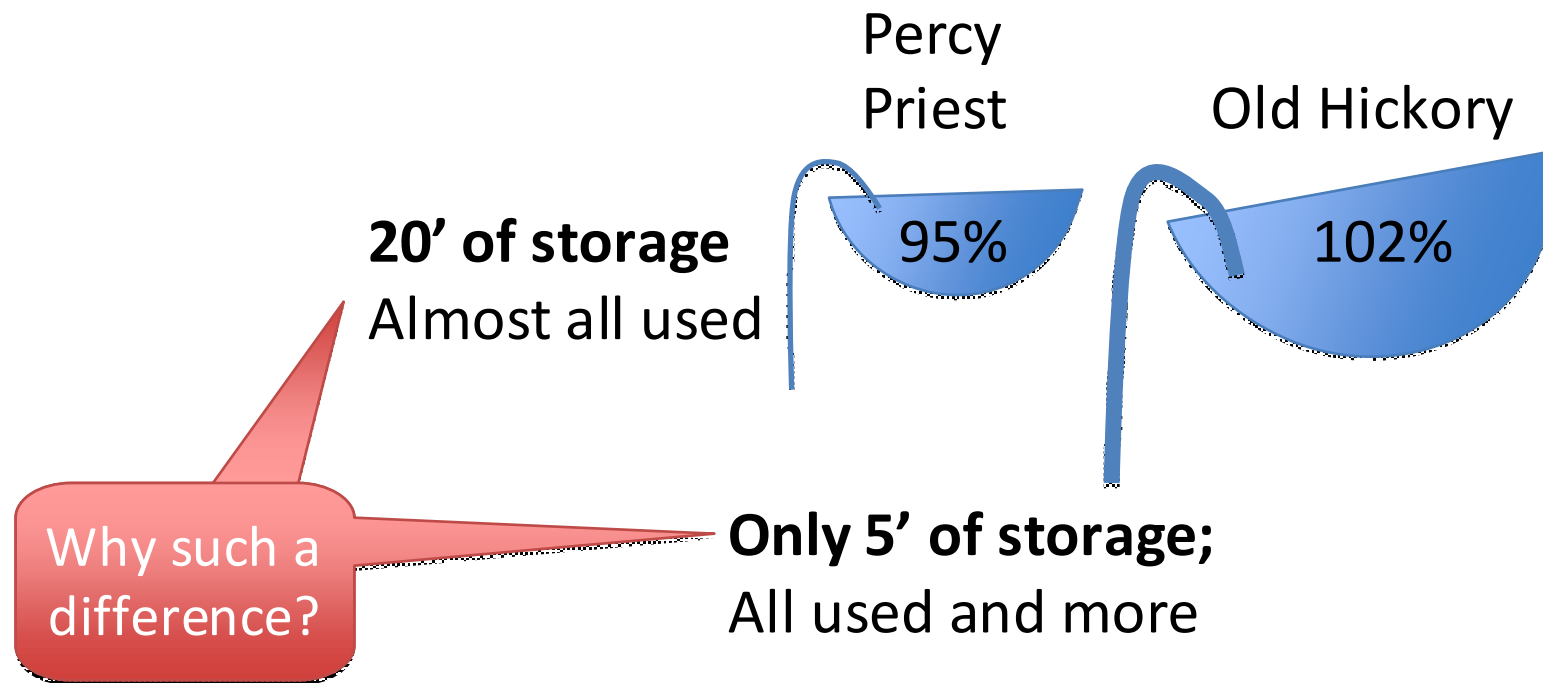 Percy
Priest
Old Hickory
20’ of storage
Almost all used
95%
102%
Why such a
difference?
Only 5’ of storage;
All used and more